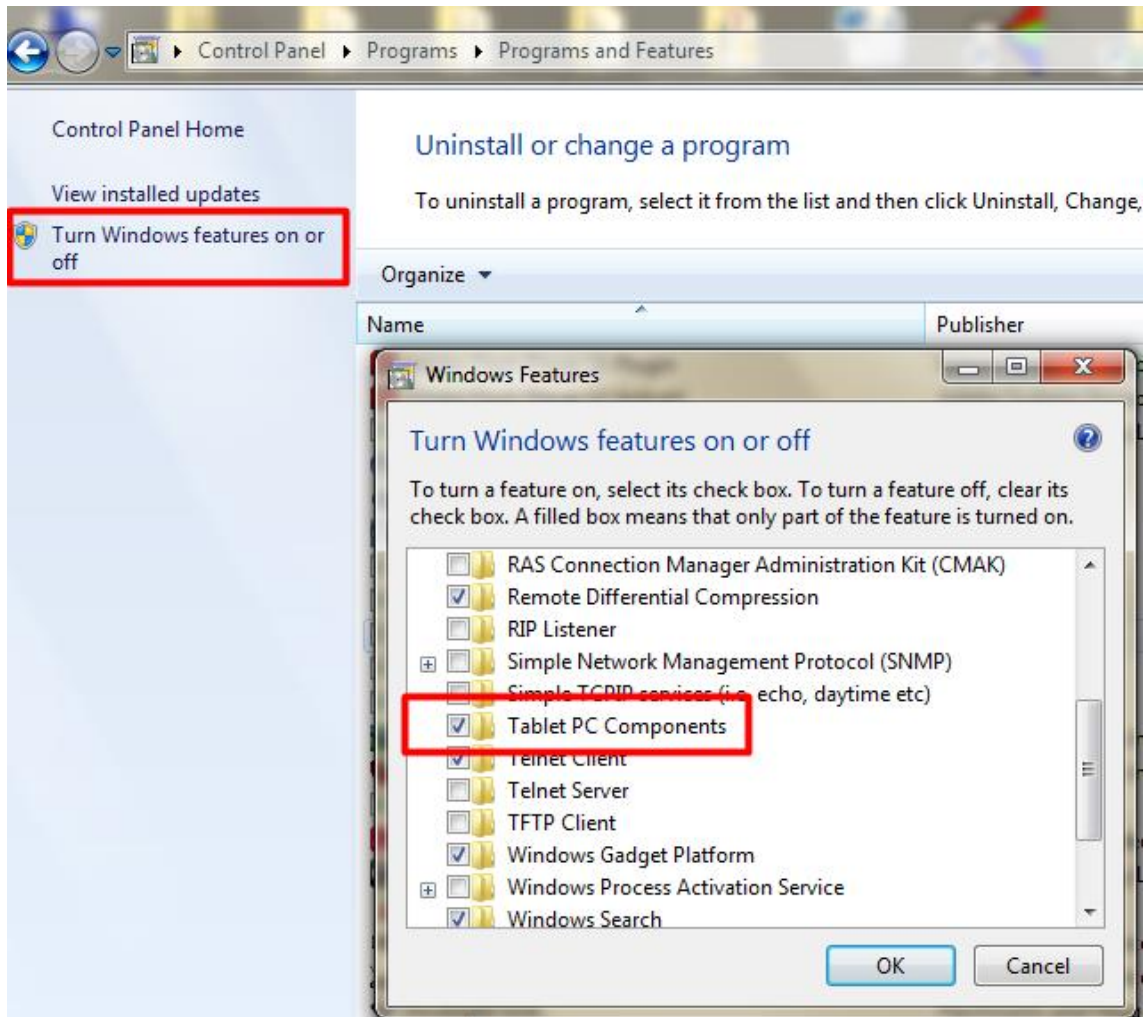 Control Panel Programs Programs and Features
Control Panel Home
View installed updates
Turn Windows features on or
off
Uninstall or change a program
To uninstall a program, select it from the list and then click Uninstall, Change,
Organize
Name Publisher
Windows Features
Turn Windows features on or off
To turn a feature on, select its check box. To turn a feature off, clear its
check box. A filled box means that only part of the feature is turned on.
RAS Connection Manager Administration Kit (CMAK)
Remote Differential Compression
RIP Listener
Simple Network Management Protocol (SNMP)
Simple TCPIP services (i.e. echo, daytime etc)
Tablet PC Components
Telnet Client
Telnet Server
TFTP Client
Windows Gadget Platform
Windows Process Activation Service
Windows Search
OK Cancel